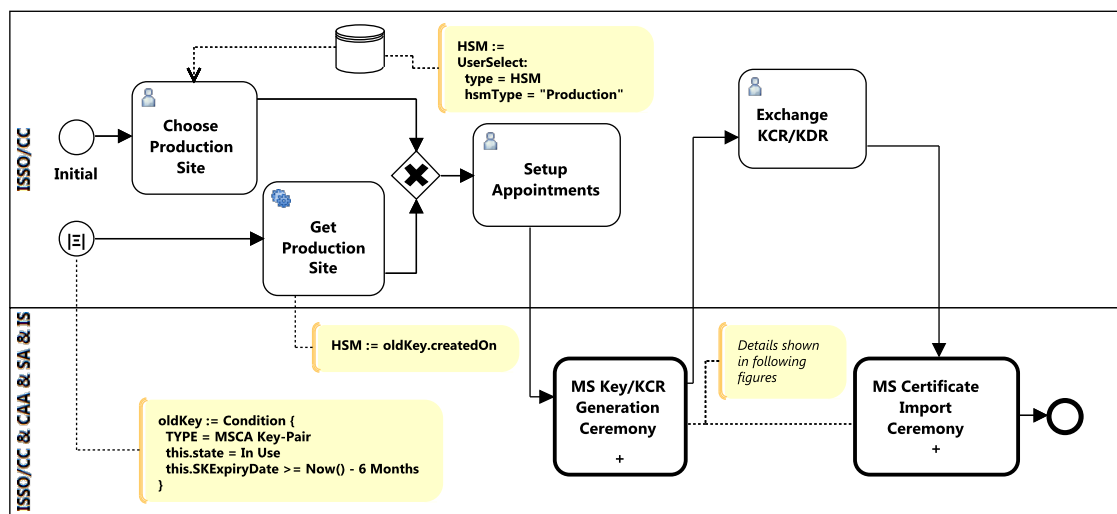 ISSO/CC
HSM :=
UserSelect:
type = HSM
hsmType = "Production"
Choose
Production
Site
Initial
Exchange
KCR/KDR
Setup
Appointments
Get
Production
Site
ISSO/CC & CAA & SA & IS
HSM := oldKey.createdOn
Details shown
in following
figures
oldKey := Condition {
TYPE = MSCA Key-Pair
this.state = In Use
this.SKExpiryDate >= Now() - 6 Months
}
MS Key/KCR
Generation
Ceremony
+
MS Certificate
Import
Ceremony
+